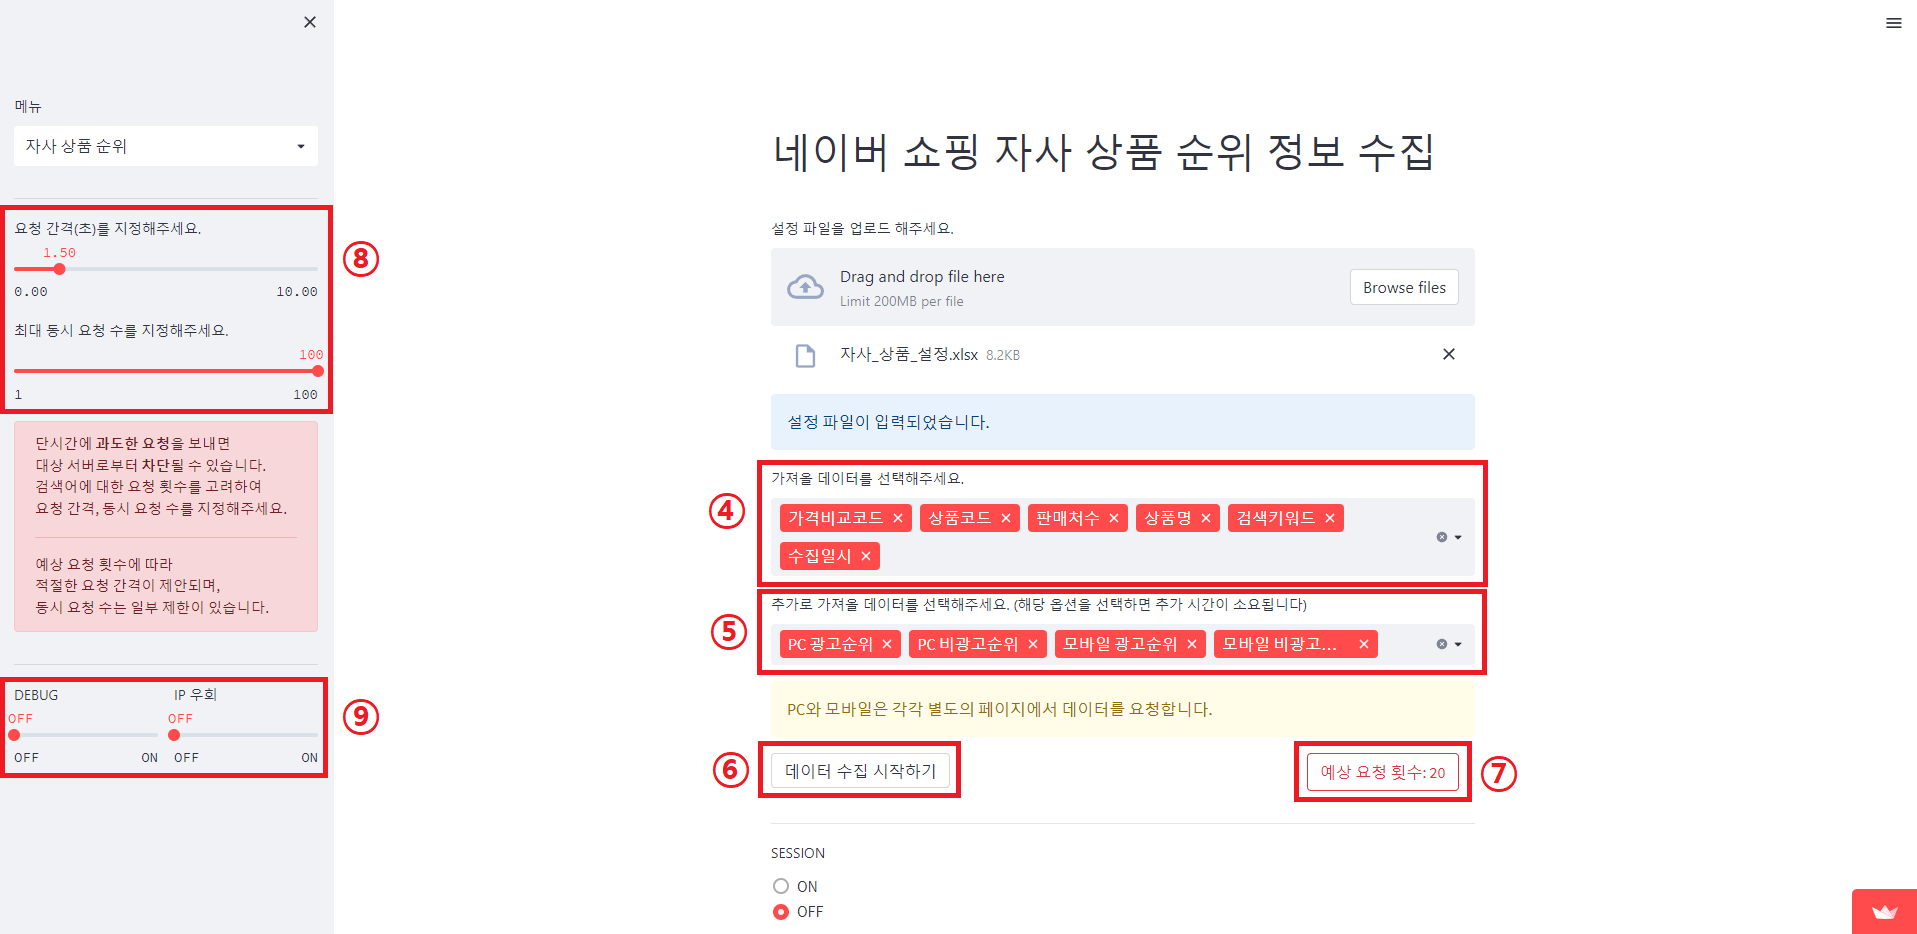 메뉴
자사 상품 순위
요청 간격(초)를 지정해주세요.
1.50
0.00 10.00
⑧
최대 동시 요청 수를 지정해주세요.
100
1 100
단시간에 과도한 요청을 보내면
대상 서버로부터 차단될 수 있습니다.
검색어에 대한 요청 횟수를 고려하여
요청 간격, 동시 요청 수를 지정해주세요.
예상 요청 횟수에 따라
적절한 요청 간격이 제안되며,
동시 요청 수는 일부 제한이 있습니다.
DEBUG IP 우회
OFF OFF
OFF ON OFF ON
⑨
네이버 쇼핑 자사 상품 순위 정보 수집
설정 파일을 업로드 해주세요.
Drag and drop file here
Limit 200MB per file
Browse files
자사_상품_설정.xlsx 8.2KB
설정 파일이 입력되었습니다.
④
가져올 데이터를 선택해주세요.
가격비교코드 상품코드 판매처수 상품명 검색키워드
수집일시
⑤
추가로 가져올 데이터를 선택해주세요. (해당 옵션을 선택하면 추가 시간이 소요됩니다)
PC 광고순위 PC 비광고순위 모바일 광고순위 모바일 비광고...
PC와 모바일은 각각 별도의 페이지에서 데이터를 요청합니다.
⑥ 데이터 수집 시작하기
예상 요청 횟수: 20 ⑦
SESSION
ON
OFF